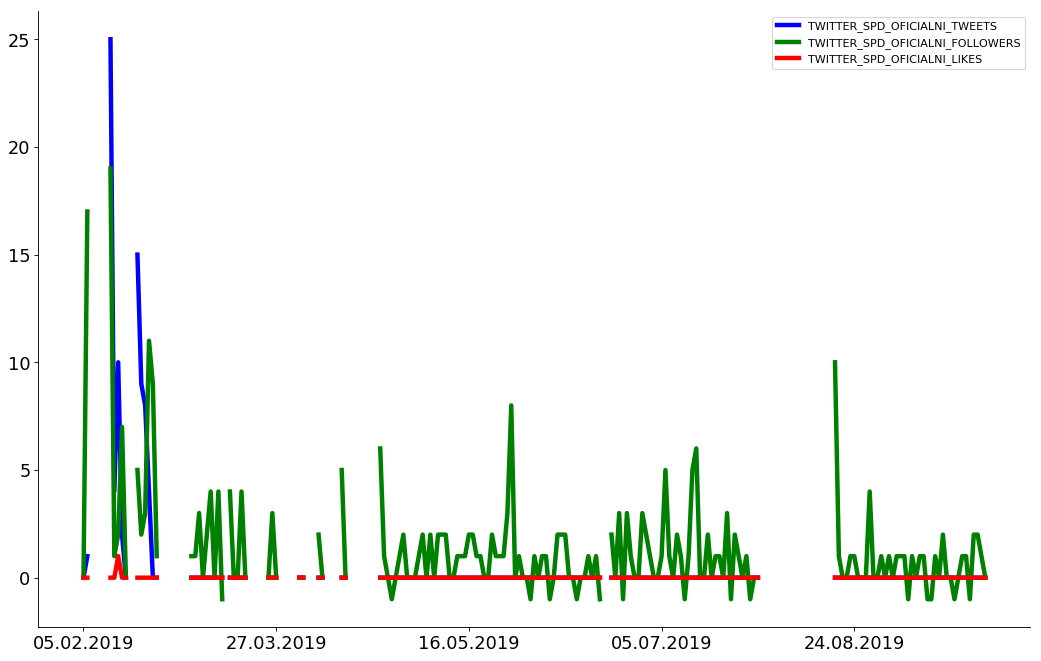 TWITTER_SPD_OFICIALNI_TWEETS
TWITTER_SPD_OFICIALNI_FOLLOWERS
TWITTER_SPD_OFICIALNI_LIKES
25
20
15
10
5
0
05.02.2019 27.03.2019 16.05.2019 05.07.2019 24.08.2019